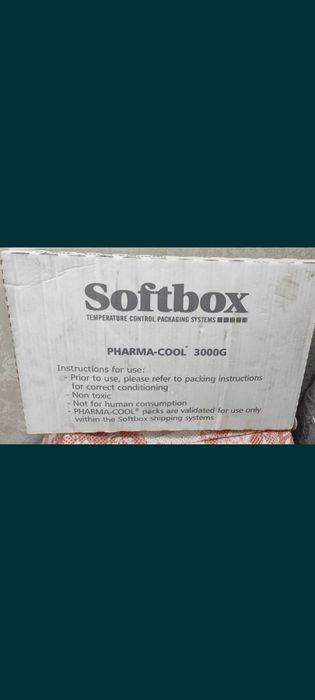 Softbox
TEMPERATURE CONTROL PACKAGING SYSTEMS
PHARMA-COOL® 3000G
Instructions for use:
- Prior to use, please refer to packing instructions
for correct conditioning
- Non toxic
- Not for human consumption
- PHARMA-COOL® packs are validated for use only
within the Softbox shipping systems